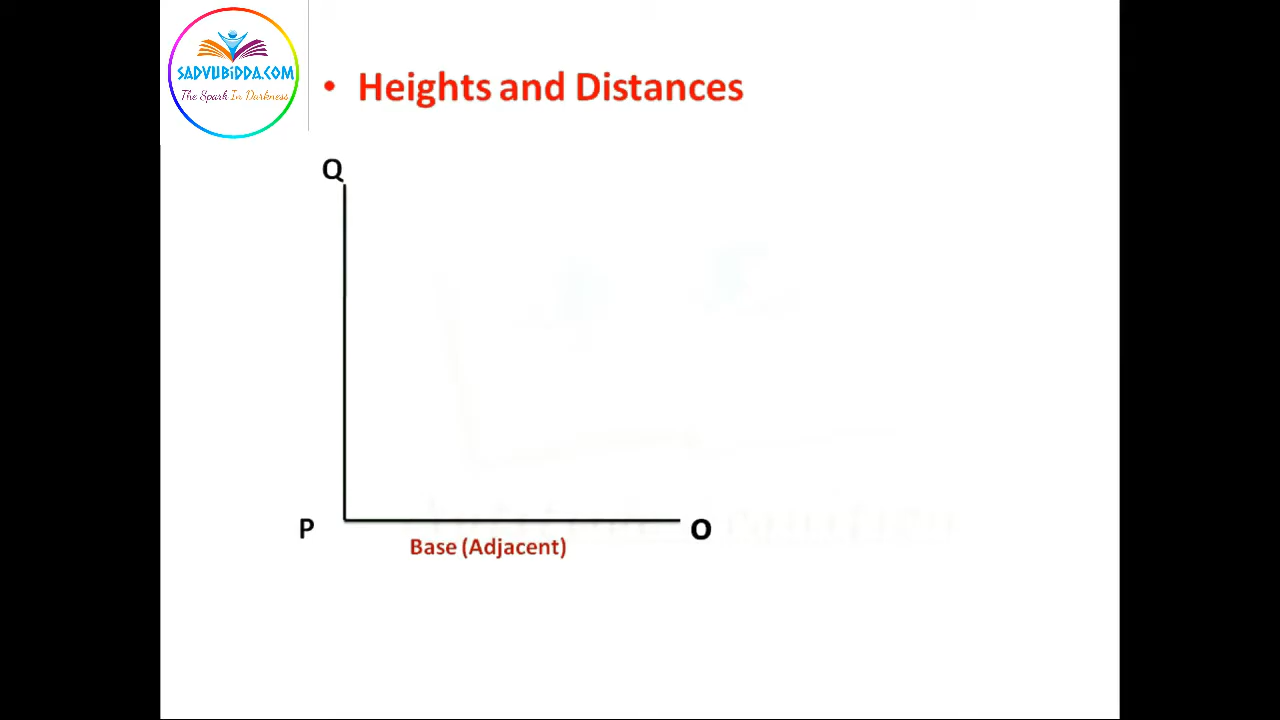 SADVUBIDDA.COM
The Spark In Darkness
• Heights and Distances
Q
P
O
Base (Adjacent)